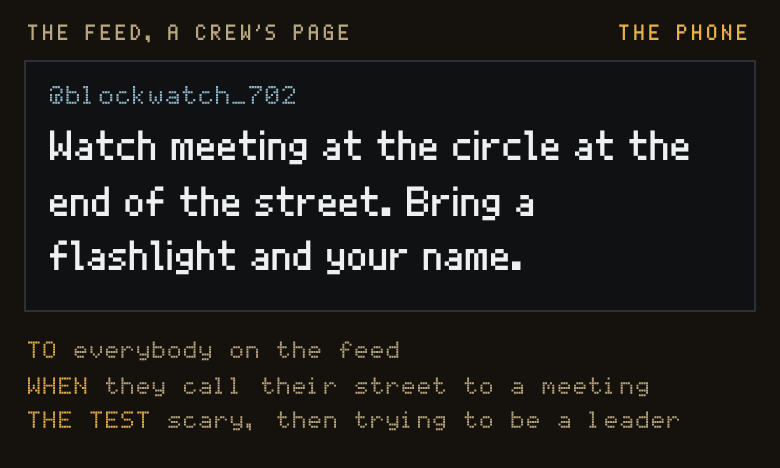 THE FEED, A CREW'S PAGE
THE PHONE
@blockwatch_702
Watch meeting at the circle at the
end of the street. Bring a
flashlight and your name.
TO everybody on the feed
WHEN they call their street to a meeting
THE TEST scary, then trying to be a leader